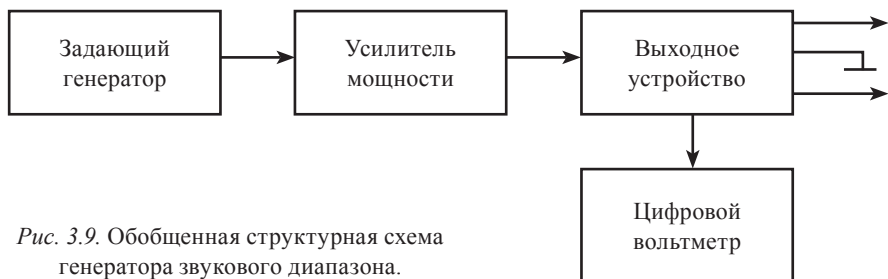 Задающий
генератор
Усилитель
мощности
Выходное
устройство
Цифровой
вольтметр
Рис. 3.9. Обобщенная структурная схема
генератора звукового диапазона.